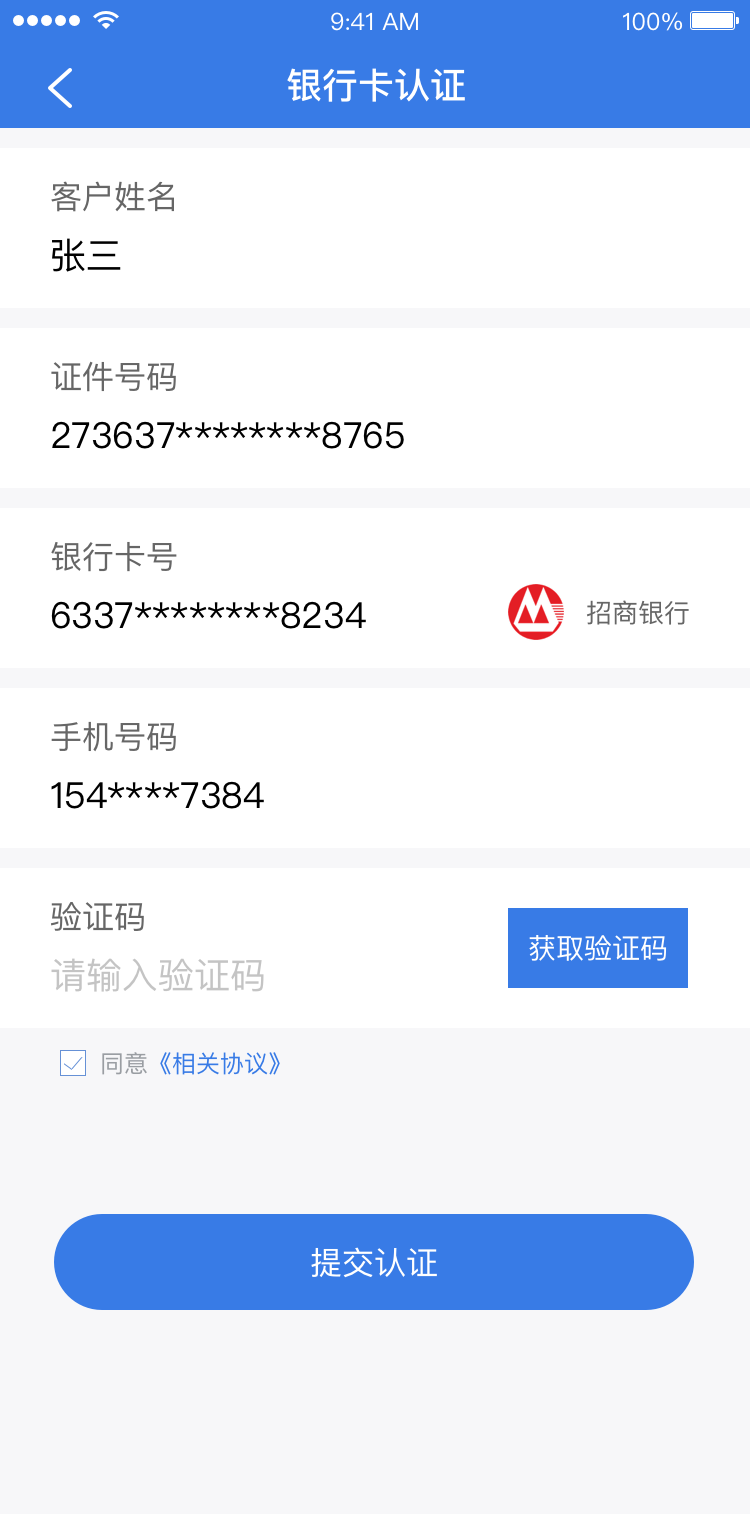 9:41 AM
100%
银行卡认证
客户姓名
张三
证件号码
273637********8765
银行卡号
6337********8234
招商银行
手机号码
154****7384
验证码
请输入验证码
获取验证码
同意《相关协议》
提交认证